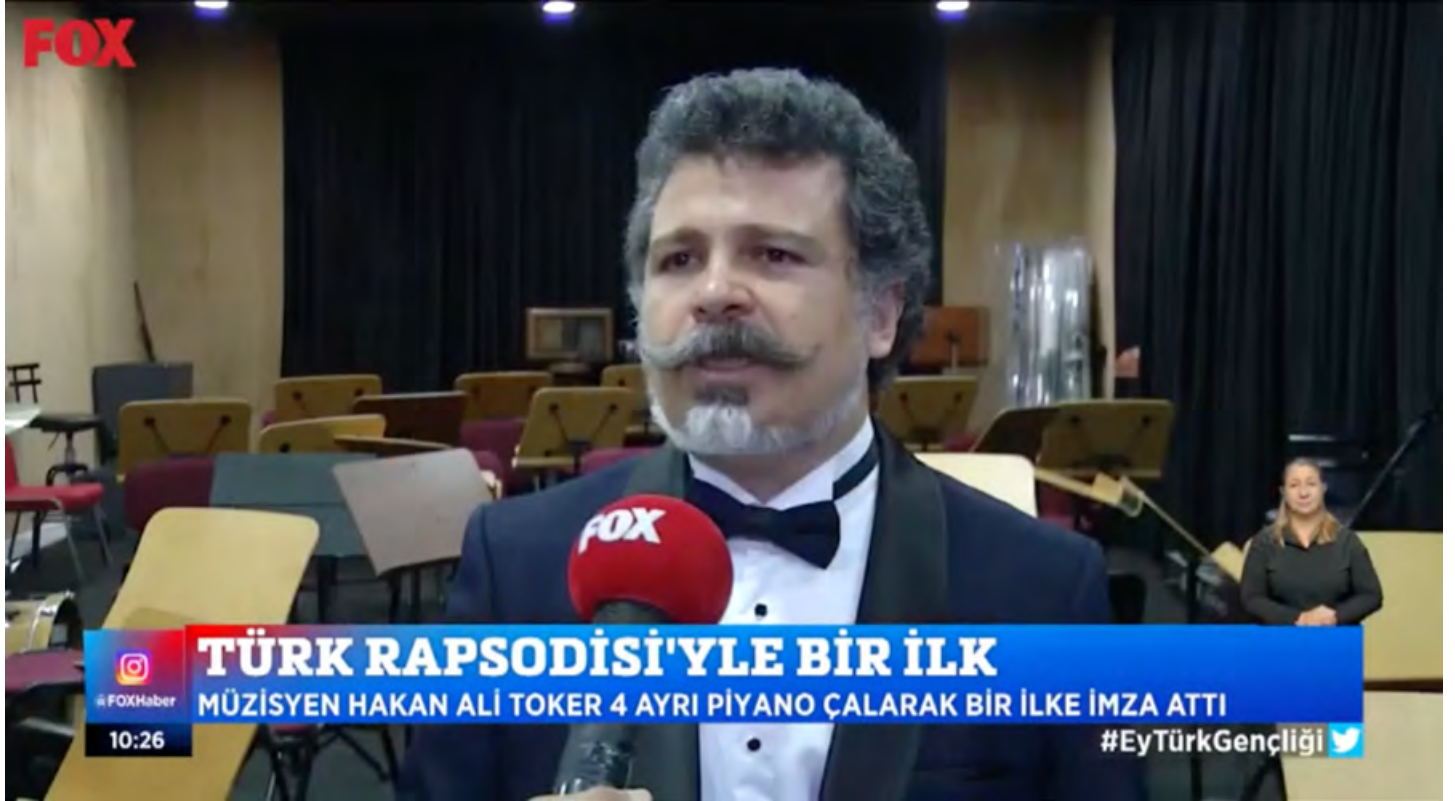 FOX
FOX
TÜRK RAPSODİSİ'YLE BİR İLK
@FOXHaber
MÜZİSYEN HAKAN ALİ TOKER 4 AYRI PİYANO ÇALARAK BİR İLKE İMZA ATTI
10:26
#EyTürkGençliği